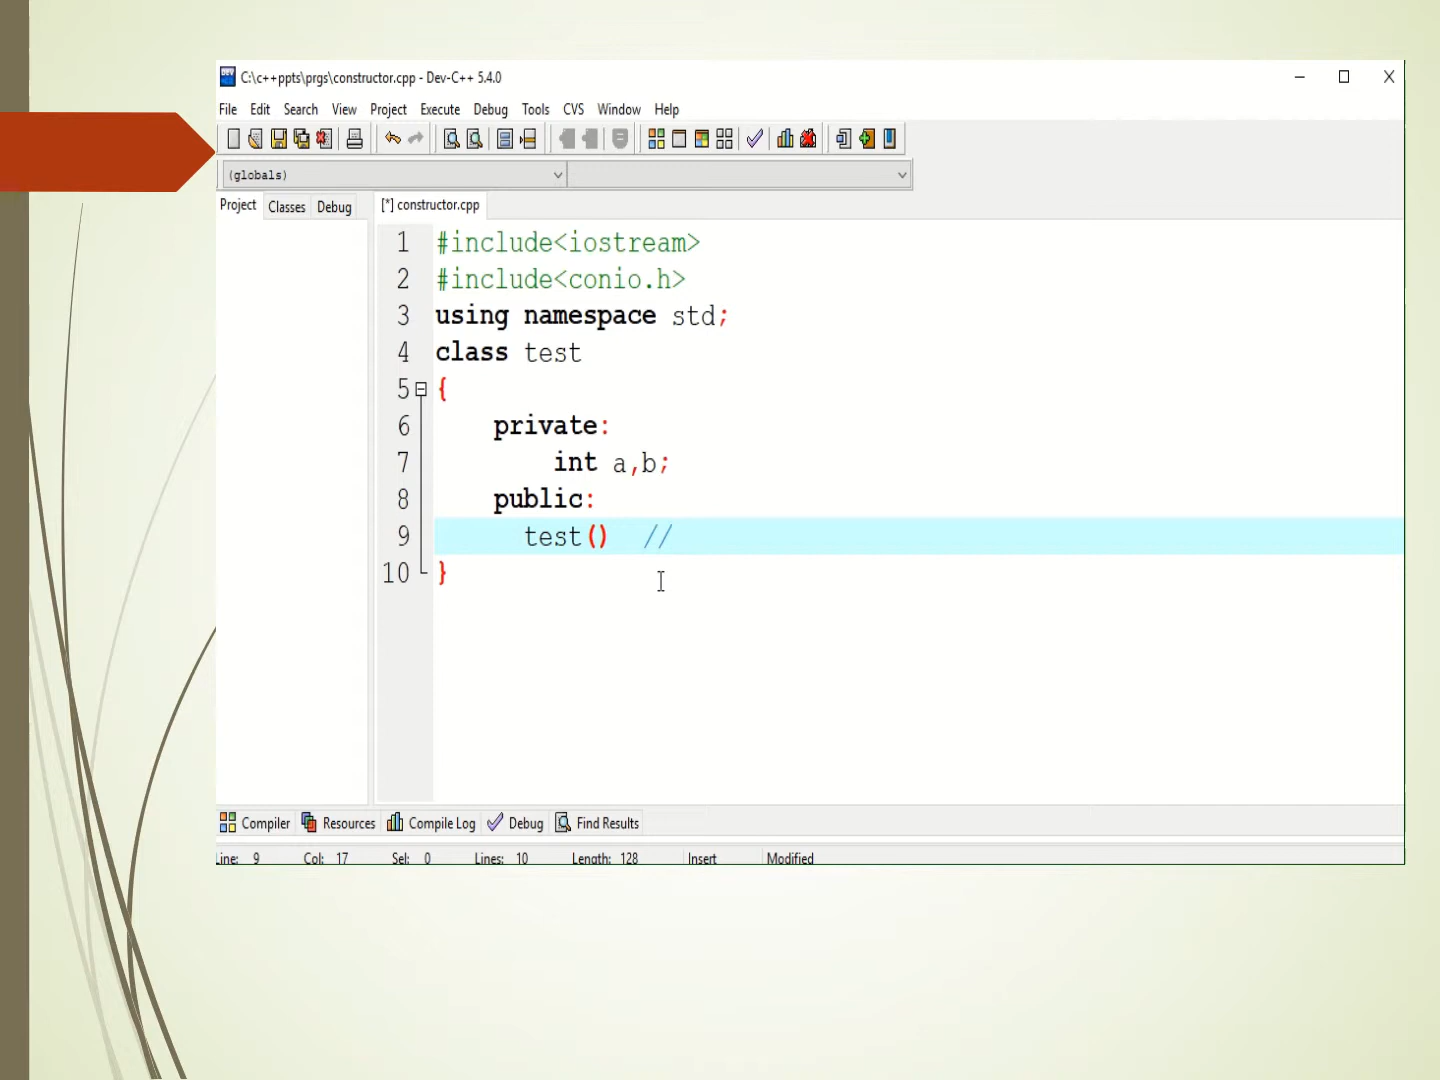 C:\c++ppts\prgs\constructor.cpp - Dev-C++ 5.4.0
File Edit Search View Project Execute Debug Tools CVS Window Help
(globals)
Project Classes Debug [*] constructor.cpp
1 #include<iostream>
2 #include<conio.h>
3 using namespace std;
4 class test
5 {
6 private:
7 int a,b;
8 public:
9 test() //
10 }
Compiler Resources Compile Log Debug Find Results
Line: 9 Col: 17 Sel: 0 Lines: 10 Length: 128 Insert Modified